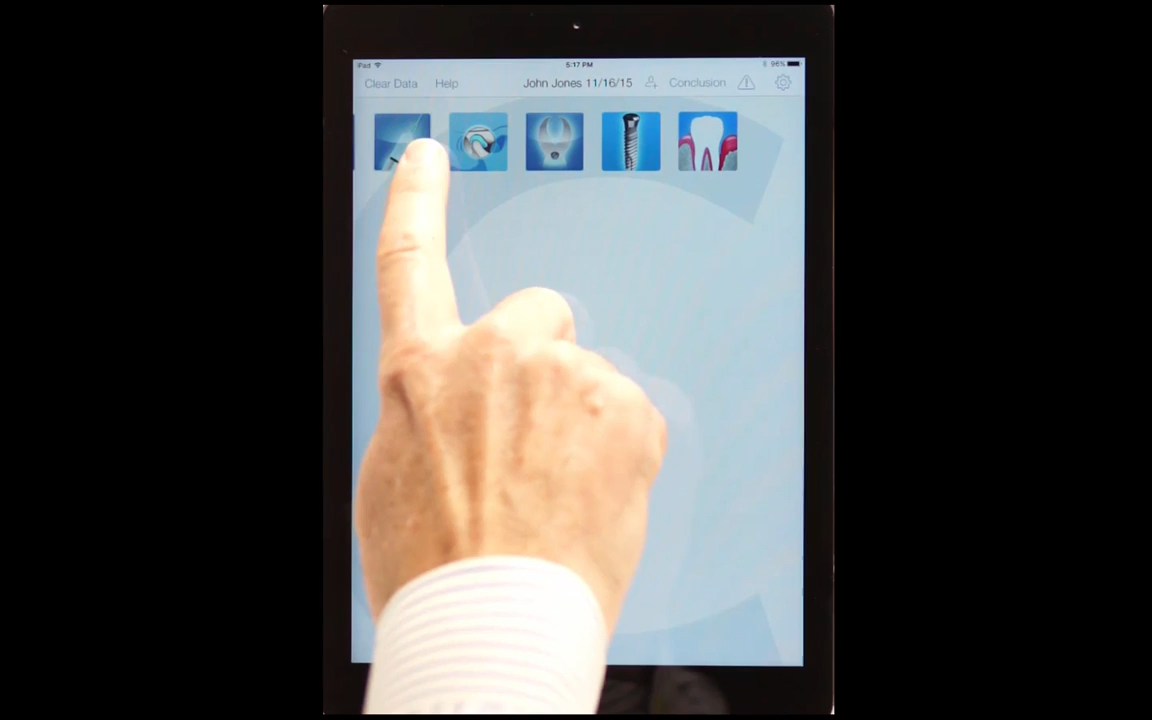 iPad 5:17 PM 96%
Clear Data Help John Jones 11/16/15 Conclusion